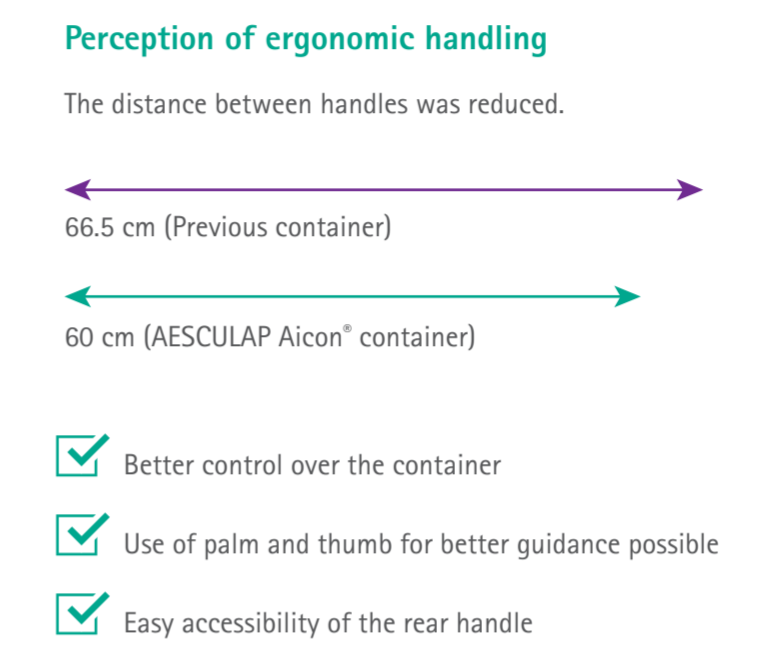 Perception of ergonomic handling
The distance between handles was reduced.
66.5 cm (Previous container)
60 cm (AESCULAP Aicon® container)
Better control over the container
Use of palm and thumb for better guidance possible
Easy accessibility of the rear handle